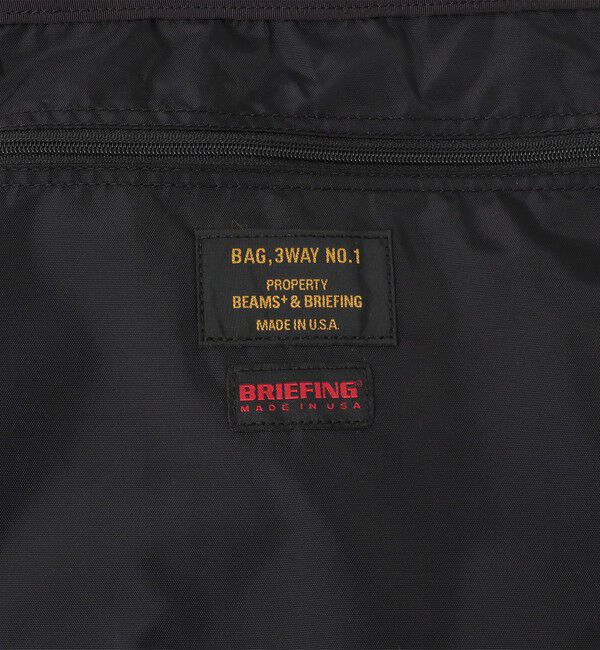 BAG, 3WAY NO.1
PROPERTY
BEAMS+ & BRIEFING
MADE IN U.S.A.
BRIEFING®
MADE IN USA